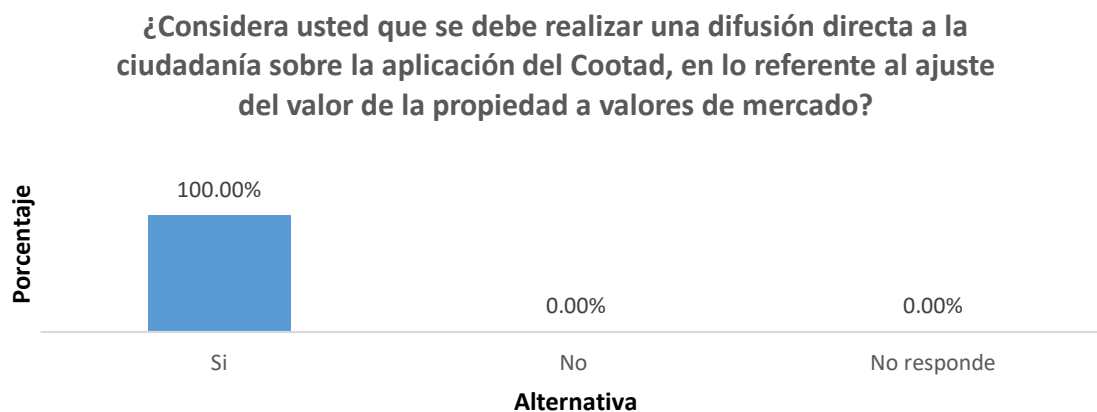 ¿Considera usted que se debe realizar una difusión directa a la
ciudadanía sobre la aplicación del Cootad, en lo referente al ajuste
del valor de la propiedad a valores de mercado?
Porcentaje
100.00%
0.00%
0.00%
Si
No
No responde
Alternativa